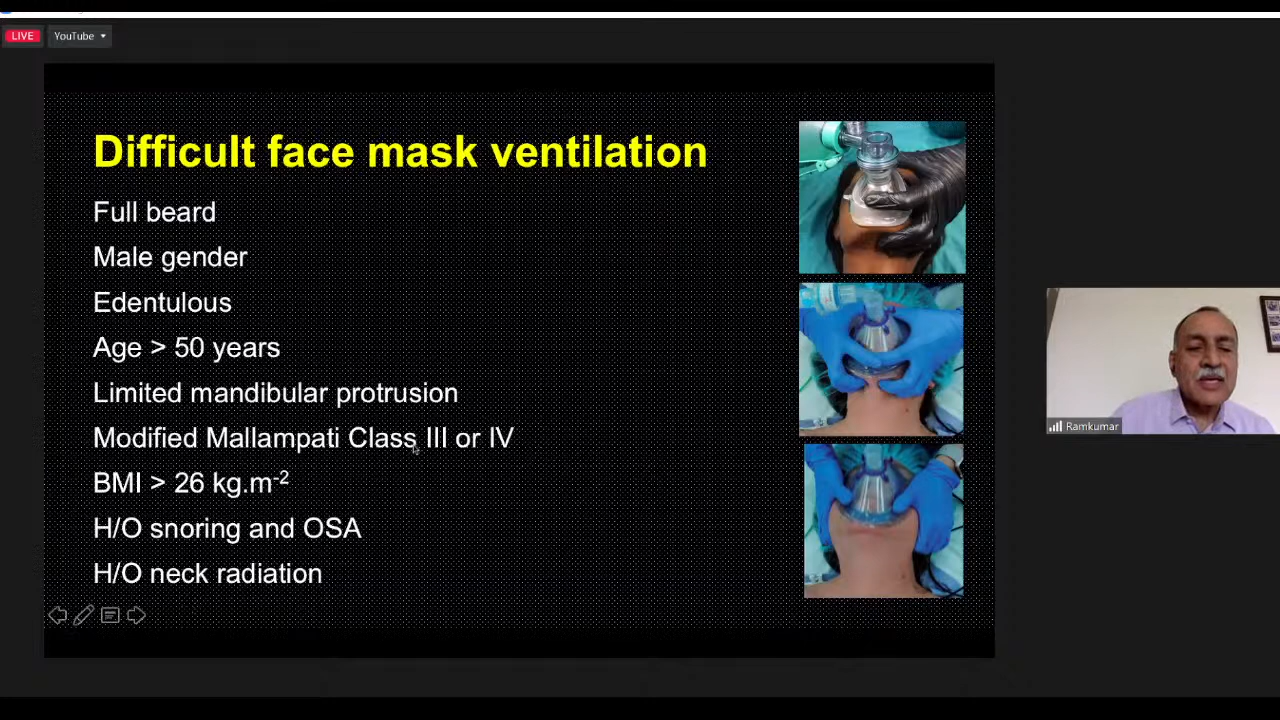 LIVE
YouTube
Difficult face mask ventilation
Full beard
Male gender
Edentulous
Age > 50 years
Limited mandibular protrusion
Modified Mallampati Class III or IV
BMI > 26 kg.m-2
H/O snoring and OSA
H/O neck radiation
Ramkumar